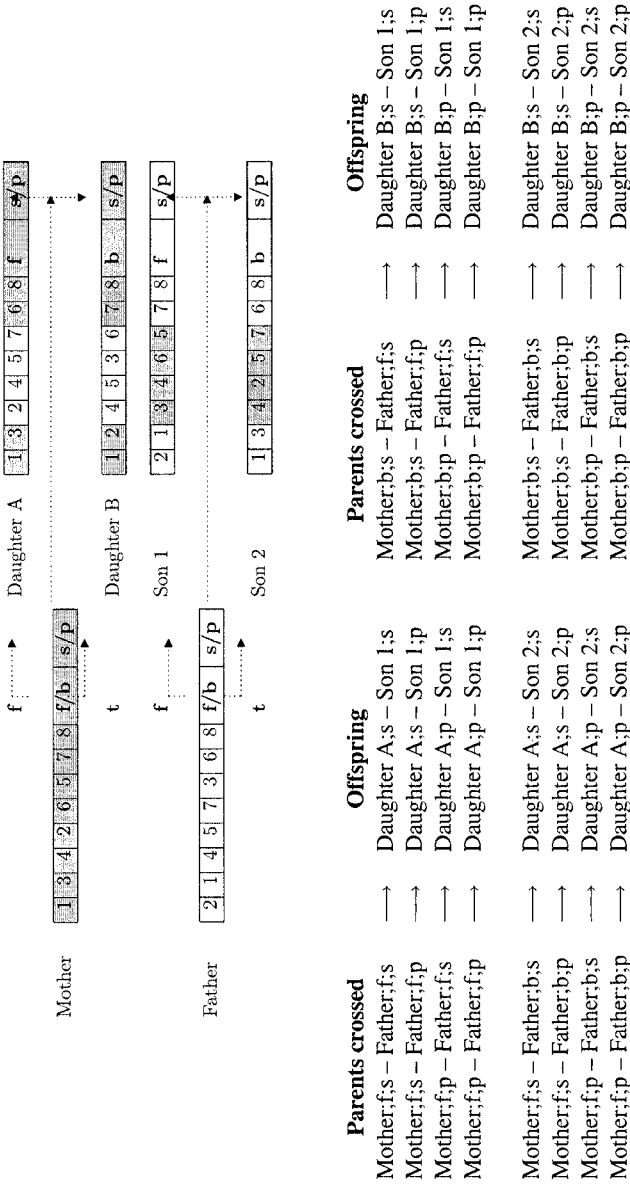 f Daughter A 1 3 2 4 5 7 6 8 f s/p
Mother 1 3 4 2 6 5 7 8 f/b s/p
t Daughter B 1 2 4 5 3 6 7 8 b s/p
f Son 1 2 1 3 4 6 5 7 8 f s/p
Father 2 1 4 5 7 3 6 8 f/b s/p
t Son 2 1 3 4 2 5 7 6 8 b s/p
Parents crossed Offspring Parents crossed Offspring
Mother;f;s – Father;f;s → Daughter A;s – Son 1;s Mother;b;s – Father;f;s → Daughter B;s – Son 1;s
Mother;f;s – Father;f;p → Daughter A;s – Son 1;p Mother;b;s – Father;f;p → Daughter B;s – Son 1;p
Mother;f;p – Father;f;s → Daughter A;p – Son 1;s Mother;b;p – Father;f;s → Daughter B;p – Son 1;s
Mother;f;p – Father;f;p → Daughter A;p – Son 1;p Mother;b;p – Father;f;p → Daughter B;p – Son 1;p
Mother;f;s – Father;b;s → Daughter A;s – Son 2;s Mother;b;s – Father;b;s → Daughter B;s – Son 2;s
Mother;f;s – Father;b;p → Daughter A;s – Son 2;p Mother;b;s – Father;b;p → Daughter B;s – Son 2;p
Mother;f;p – Father;b;s → Daughter A;p – Son 2;s Mother;b;p – Father;b;s → Daughter B;p – Son 2;s
Mother;f;p – Father;b;p → Daughter A;p – Son 2;p Mother;b;p – Father;b;p → Daughter B;p – Son 2;p